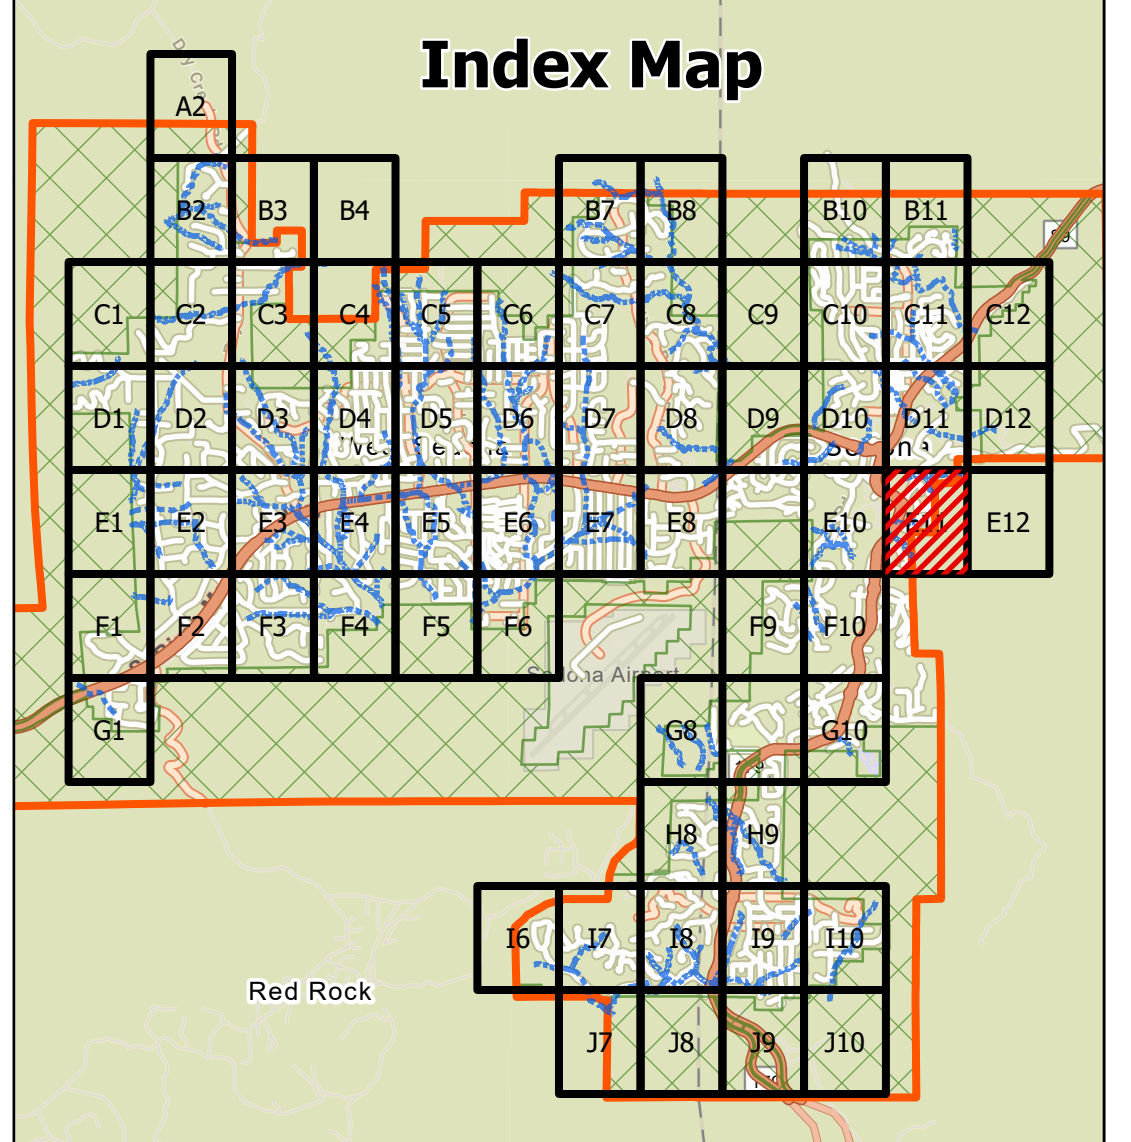 Index Map
A2
B2 B3 B4 B7 B8 B10 B11
C1 C2 C3 C4 C5 C6 C7 C8 C9 C10 C11 C12
D1 D2 D3 D4 D5 D6 D7 D8 D9 D10 D11 D12
E1 E2 E3 E4 E5 E6 E7 E8 E10 E11 E12
F1 F2 F3 F4 F5 F6 F9 F10
Sedona Airport
G1 G8 G10
H8 H9
I6 I7 I8 I9 I10
Red Rock
J7 J8 J9 J10